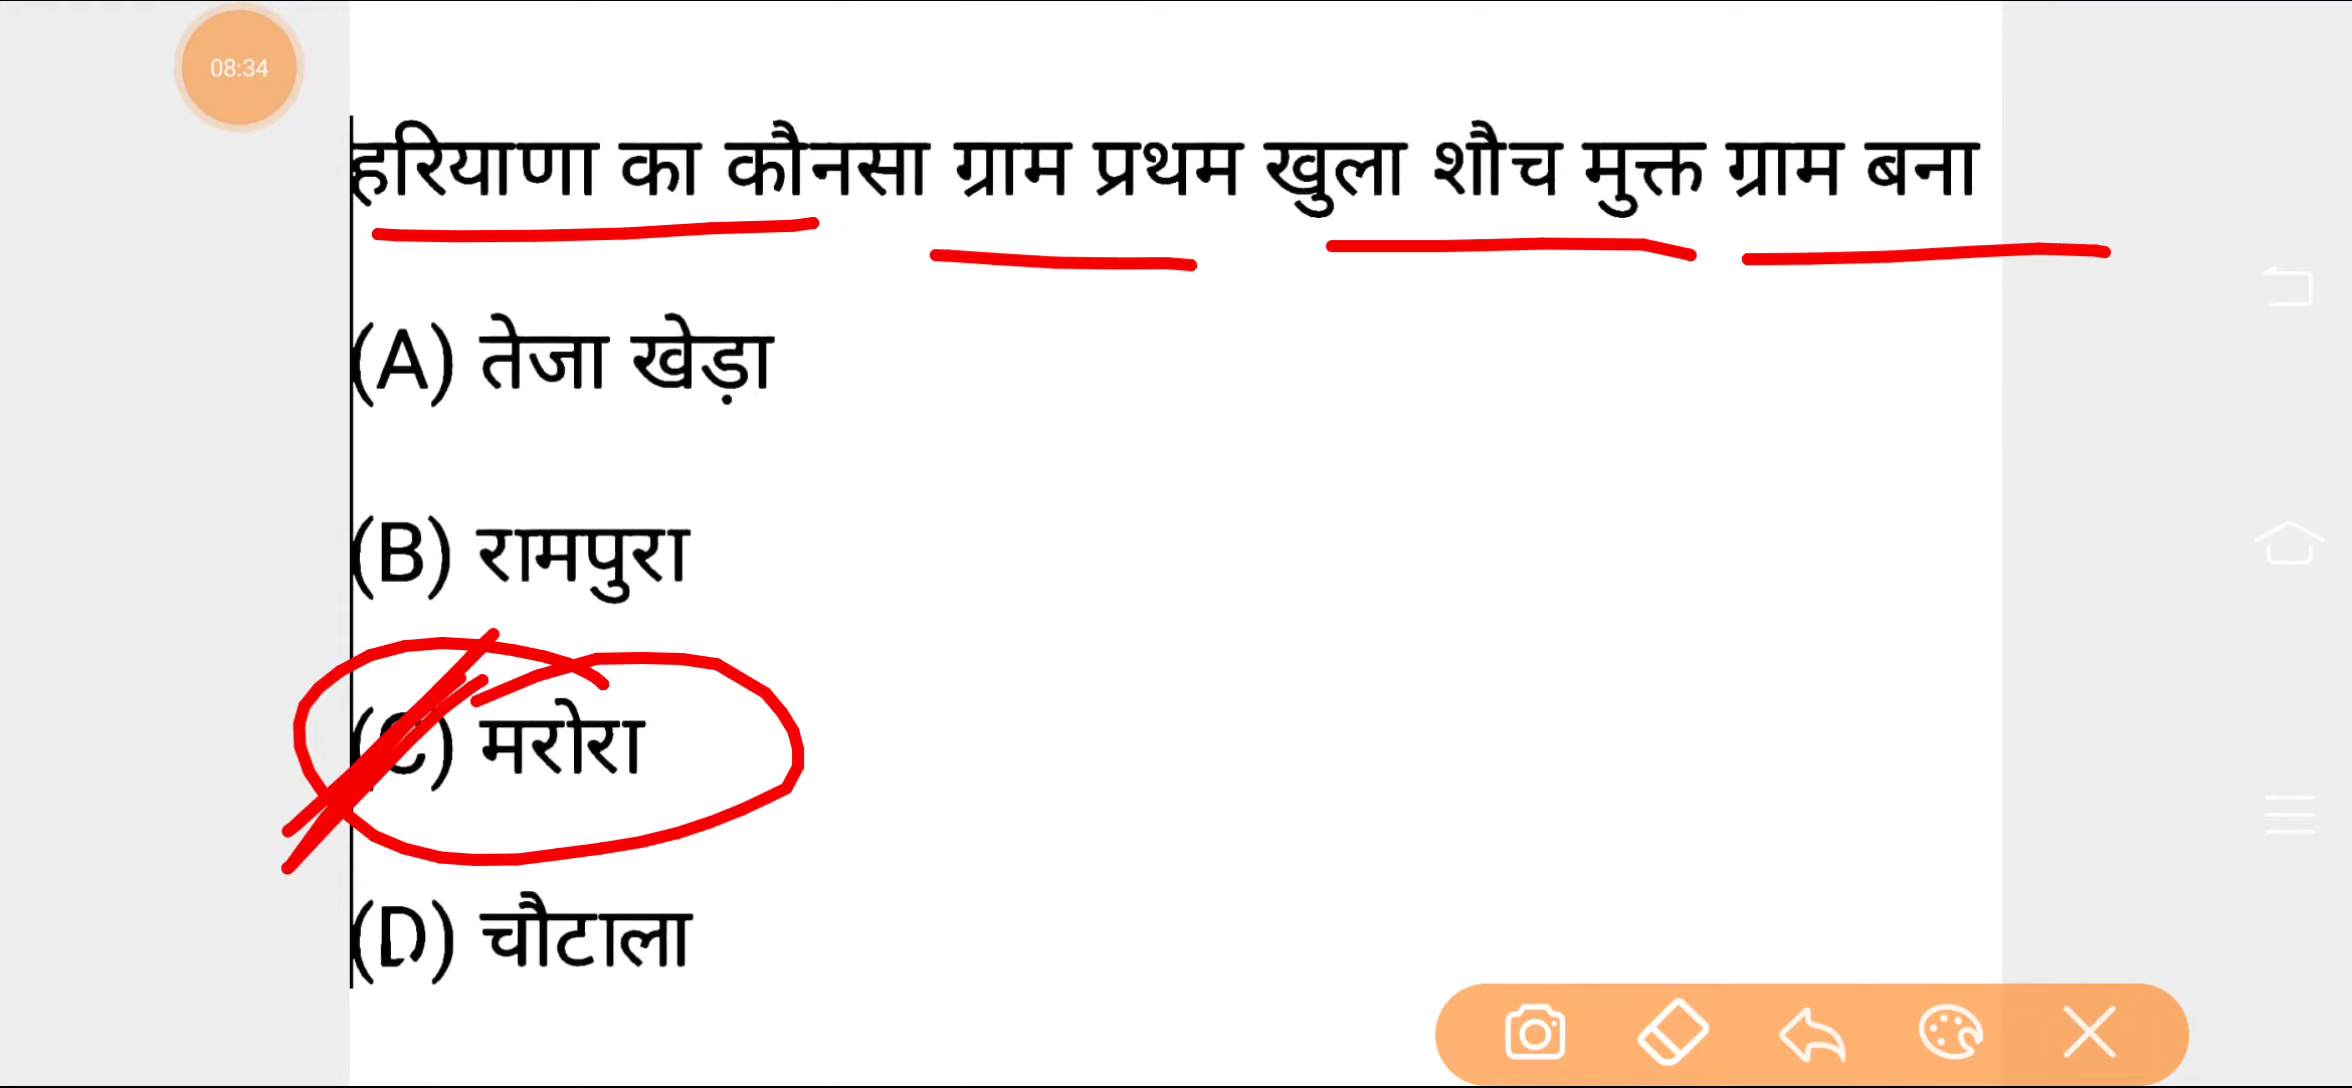 08:34
हरियाणा का कौनसा ग्राम प्रथम खुला शौच मुक्त ग्राम बना
(A) तेजा खेड़ा
(B) रामपुरा
(C) मरोरा
(D) चौटाला